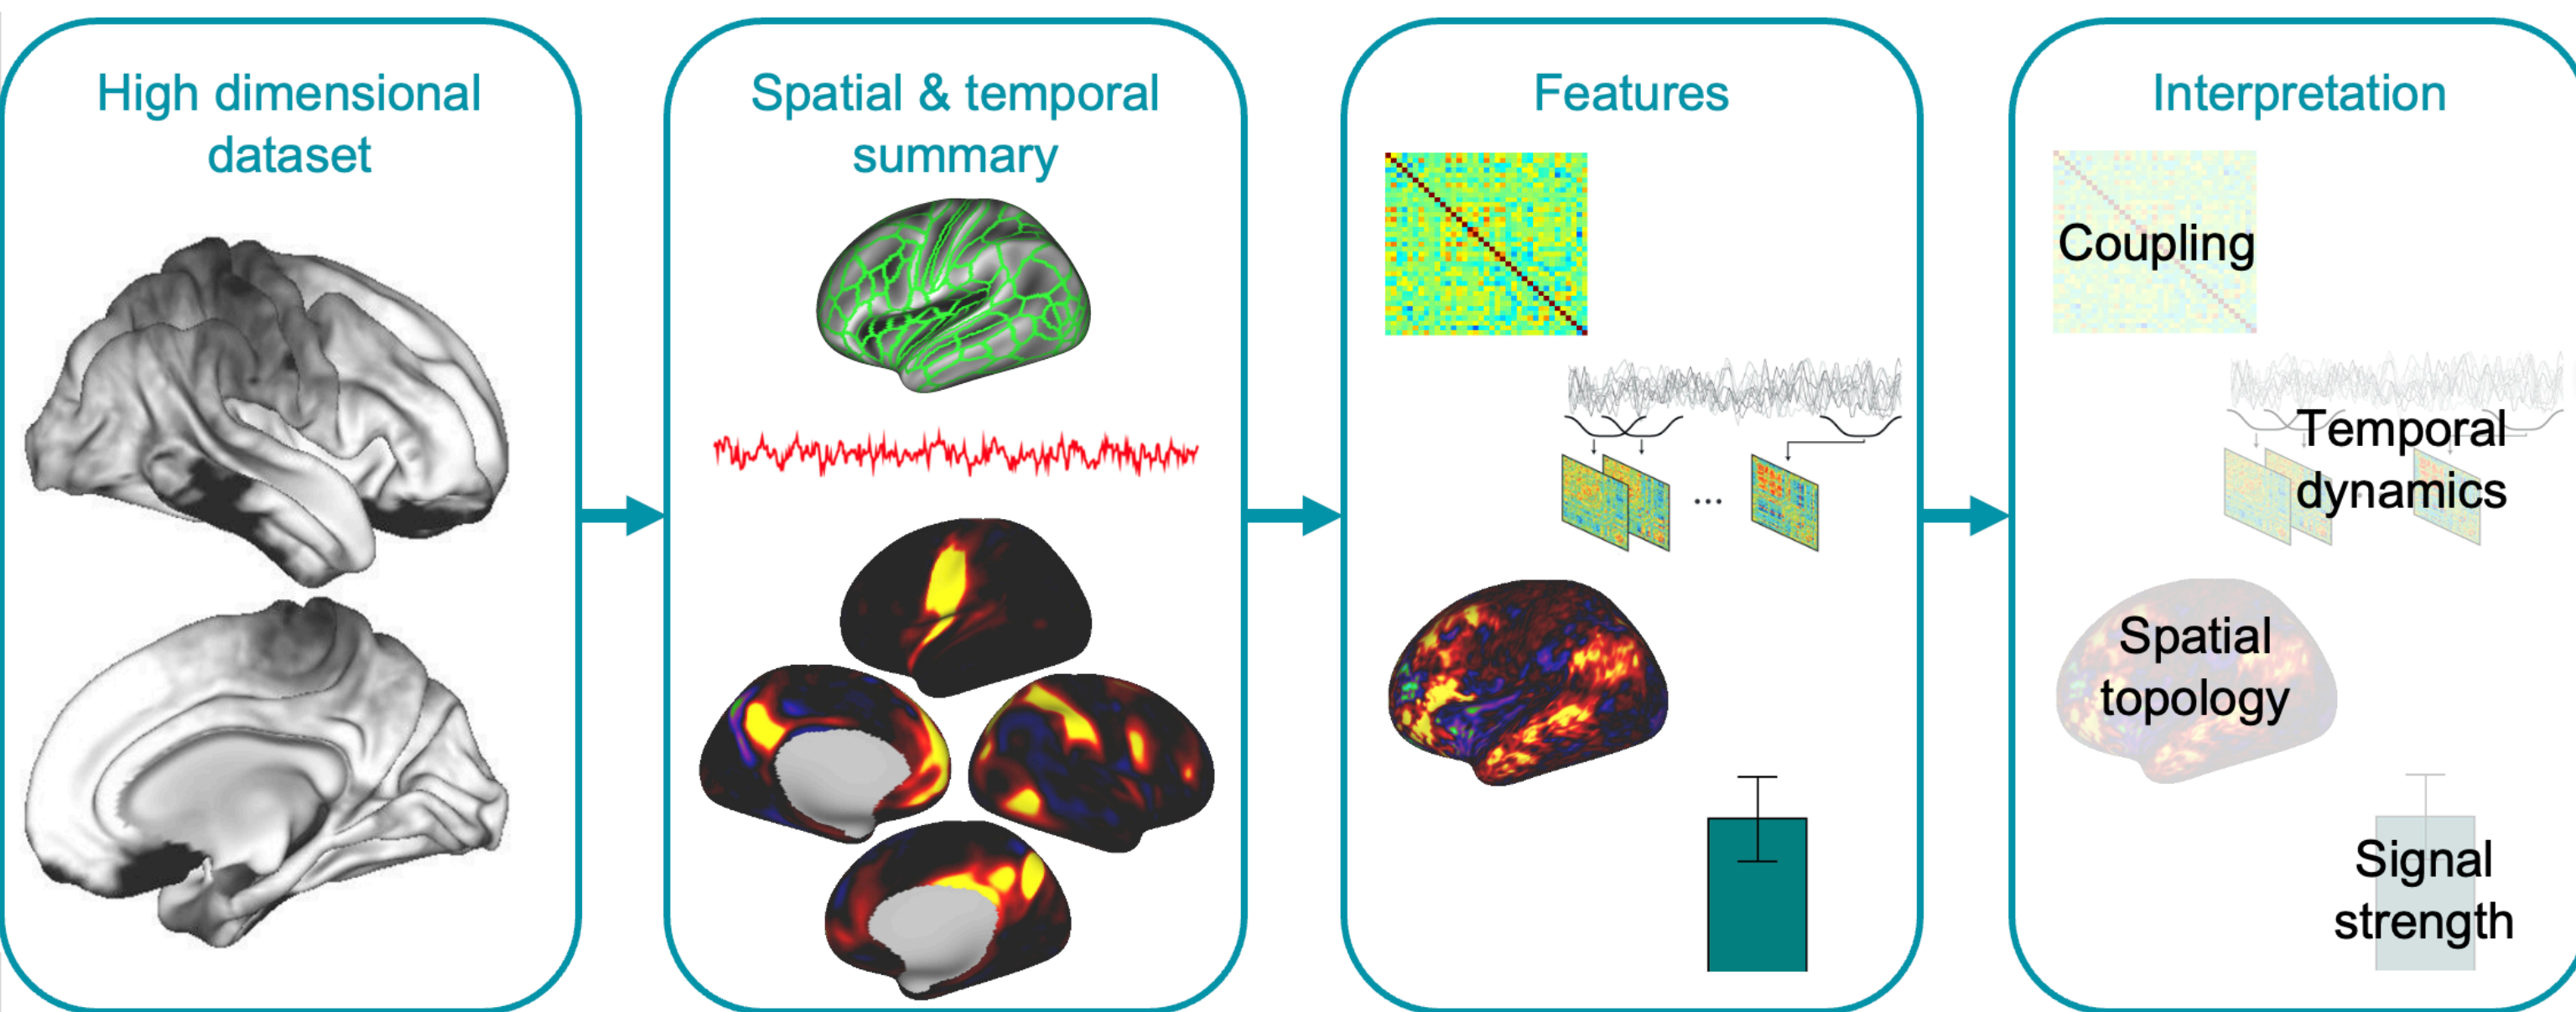 High dimensional
dataset
Spatial & temporal
summary
Features
...
Interpretation
Coupling
Temporal
dynamics
Spatial
topology
Signal
strength